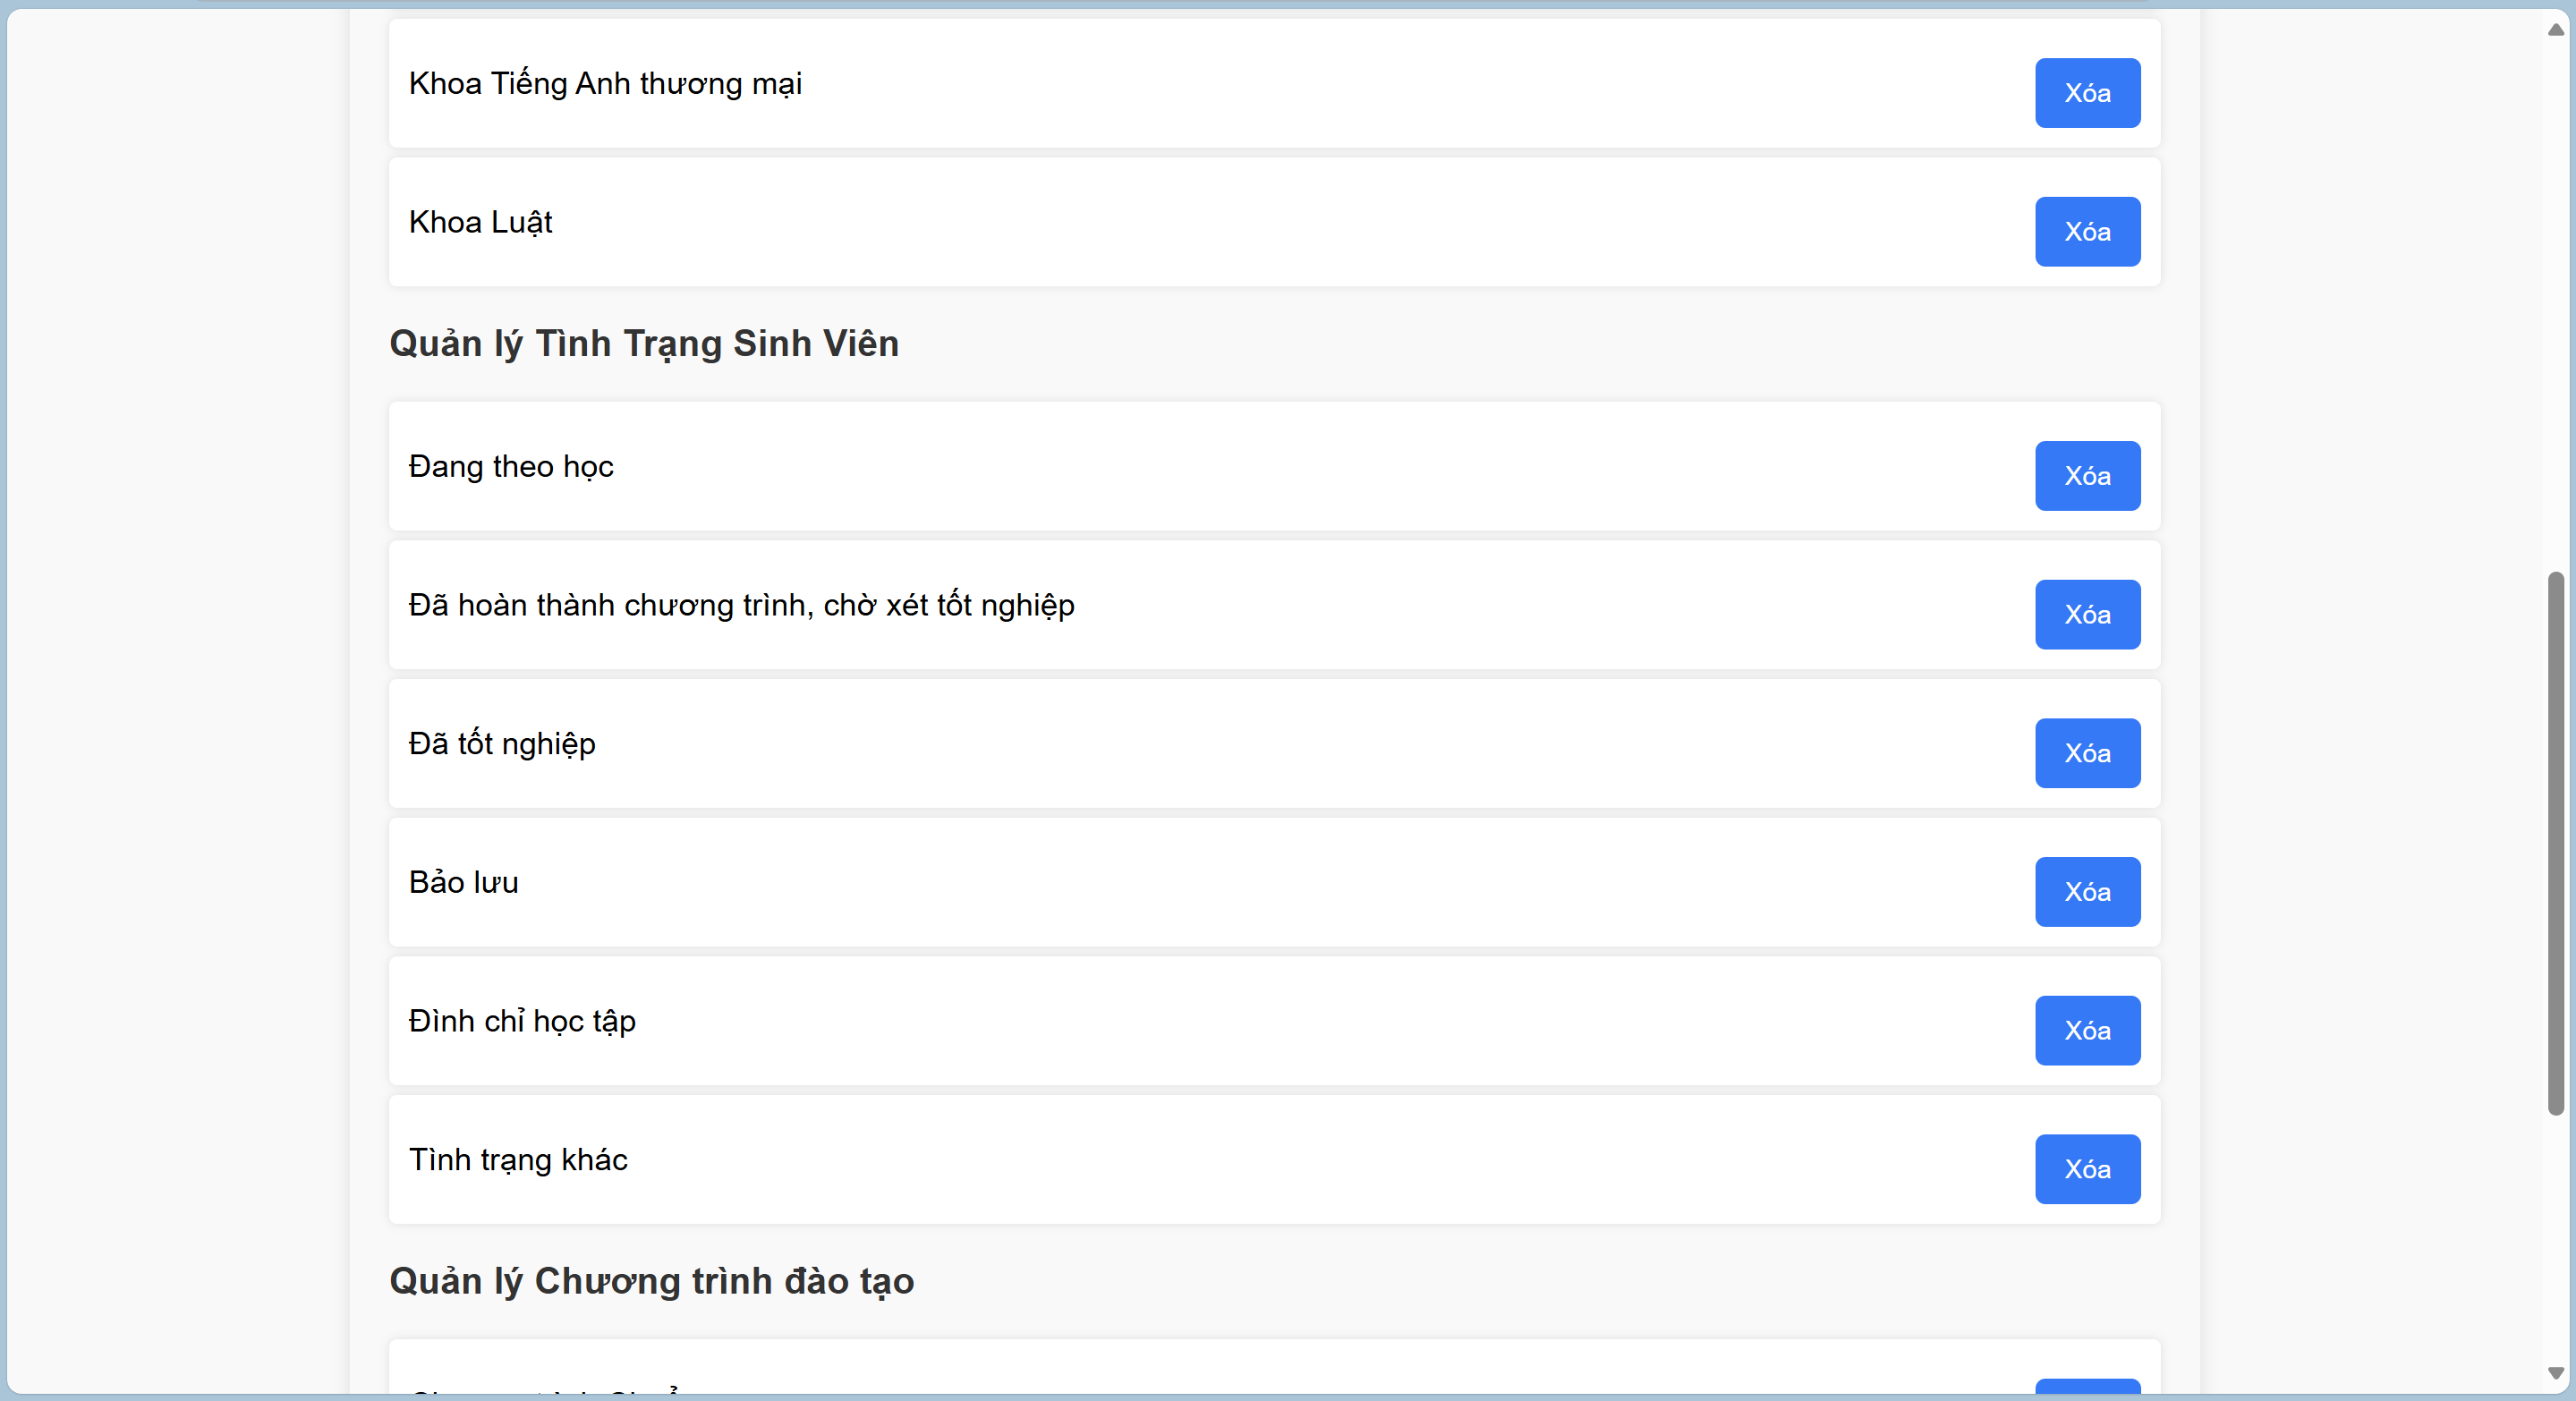 Khoa Tiếng Anh thương mại
Xóa
Khoa Luật
Xóa
Quản lý Tình Trạng Sinh Viên
Đang theo học
Xóa
Đã hoàn thành chương trình, chờ xét tốt nghiệp
Xóa
Đã tốt nghiệp
Xóa
Bảo lưu
Xóa
Đình chỉ học tập
Xóa
Tình trạng khác
Xóa
Quản lý Chương trình đào tạo